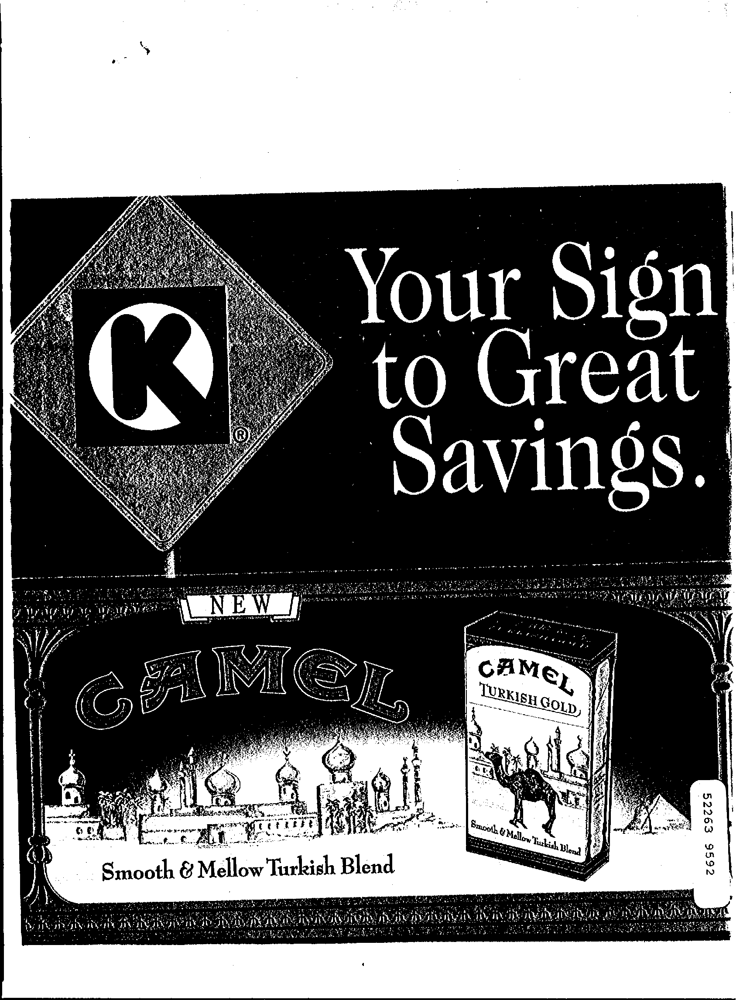 Your Sign
to Great
Savings.
K
®
NEW
CAMEL
CAMEL
TURKISH GOLD
Smooth & Mellow Turkish Blend
Smooth & Mellow Turkish Blend
52263 9592